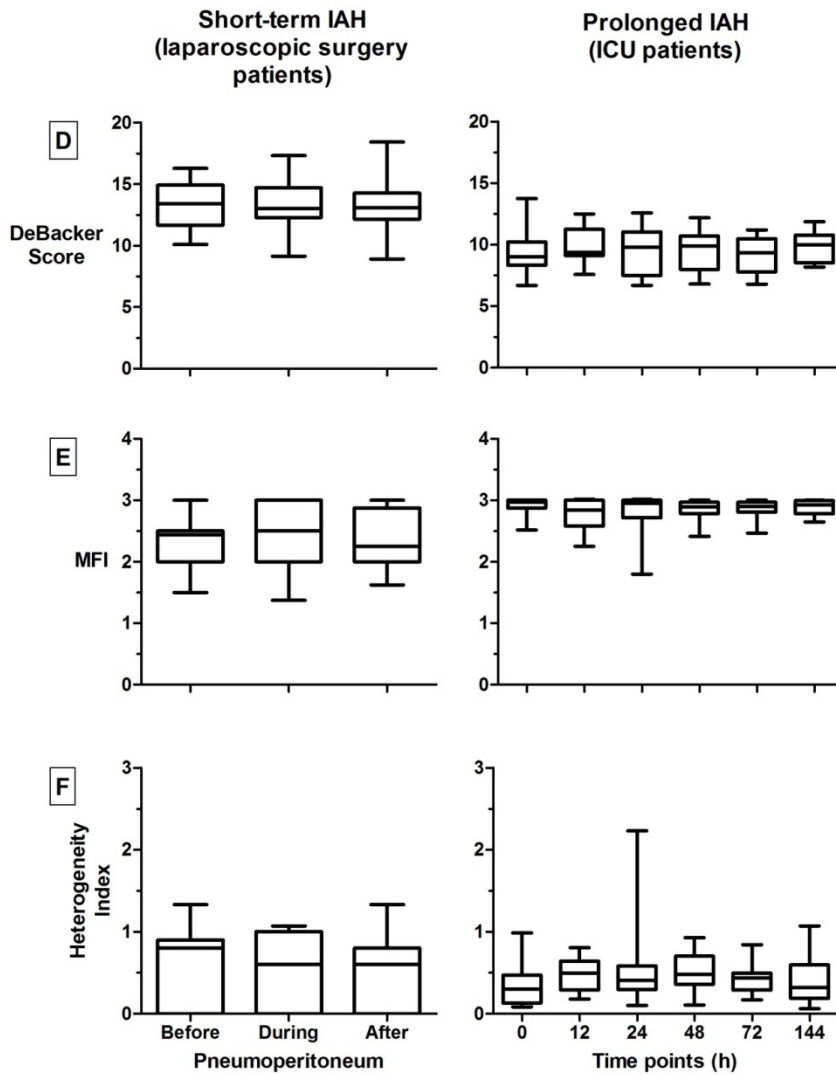 Short-term IAH
(laparoscopic surgery
patients)
Prolonged IAH
(ICU patients)
D
DeBacker
Score
20
15
10
5
0
20
15
10
5
0
E
MFI
4
3
2
1
0
4
3
2
1
0
F
Heterogeneity
Index
3
2
1
0
3
2
1
0
Before During After
Pneumoperitoneum
0 12 24 48 72 144
Time points (h)